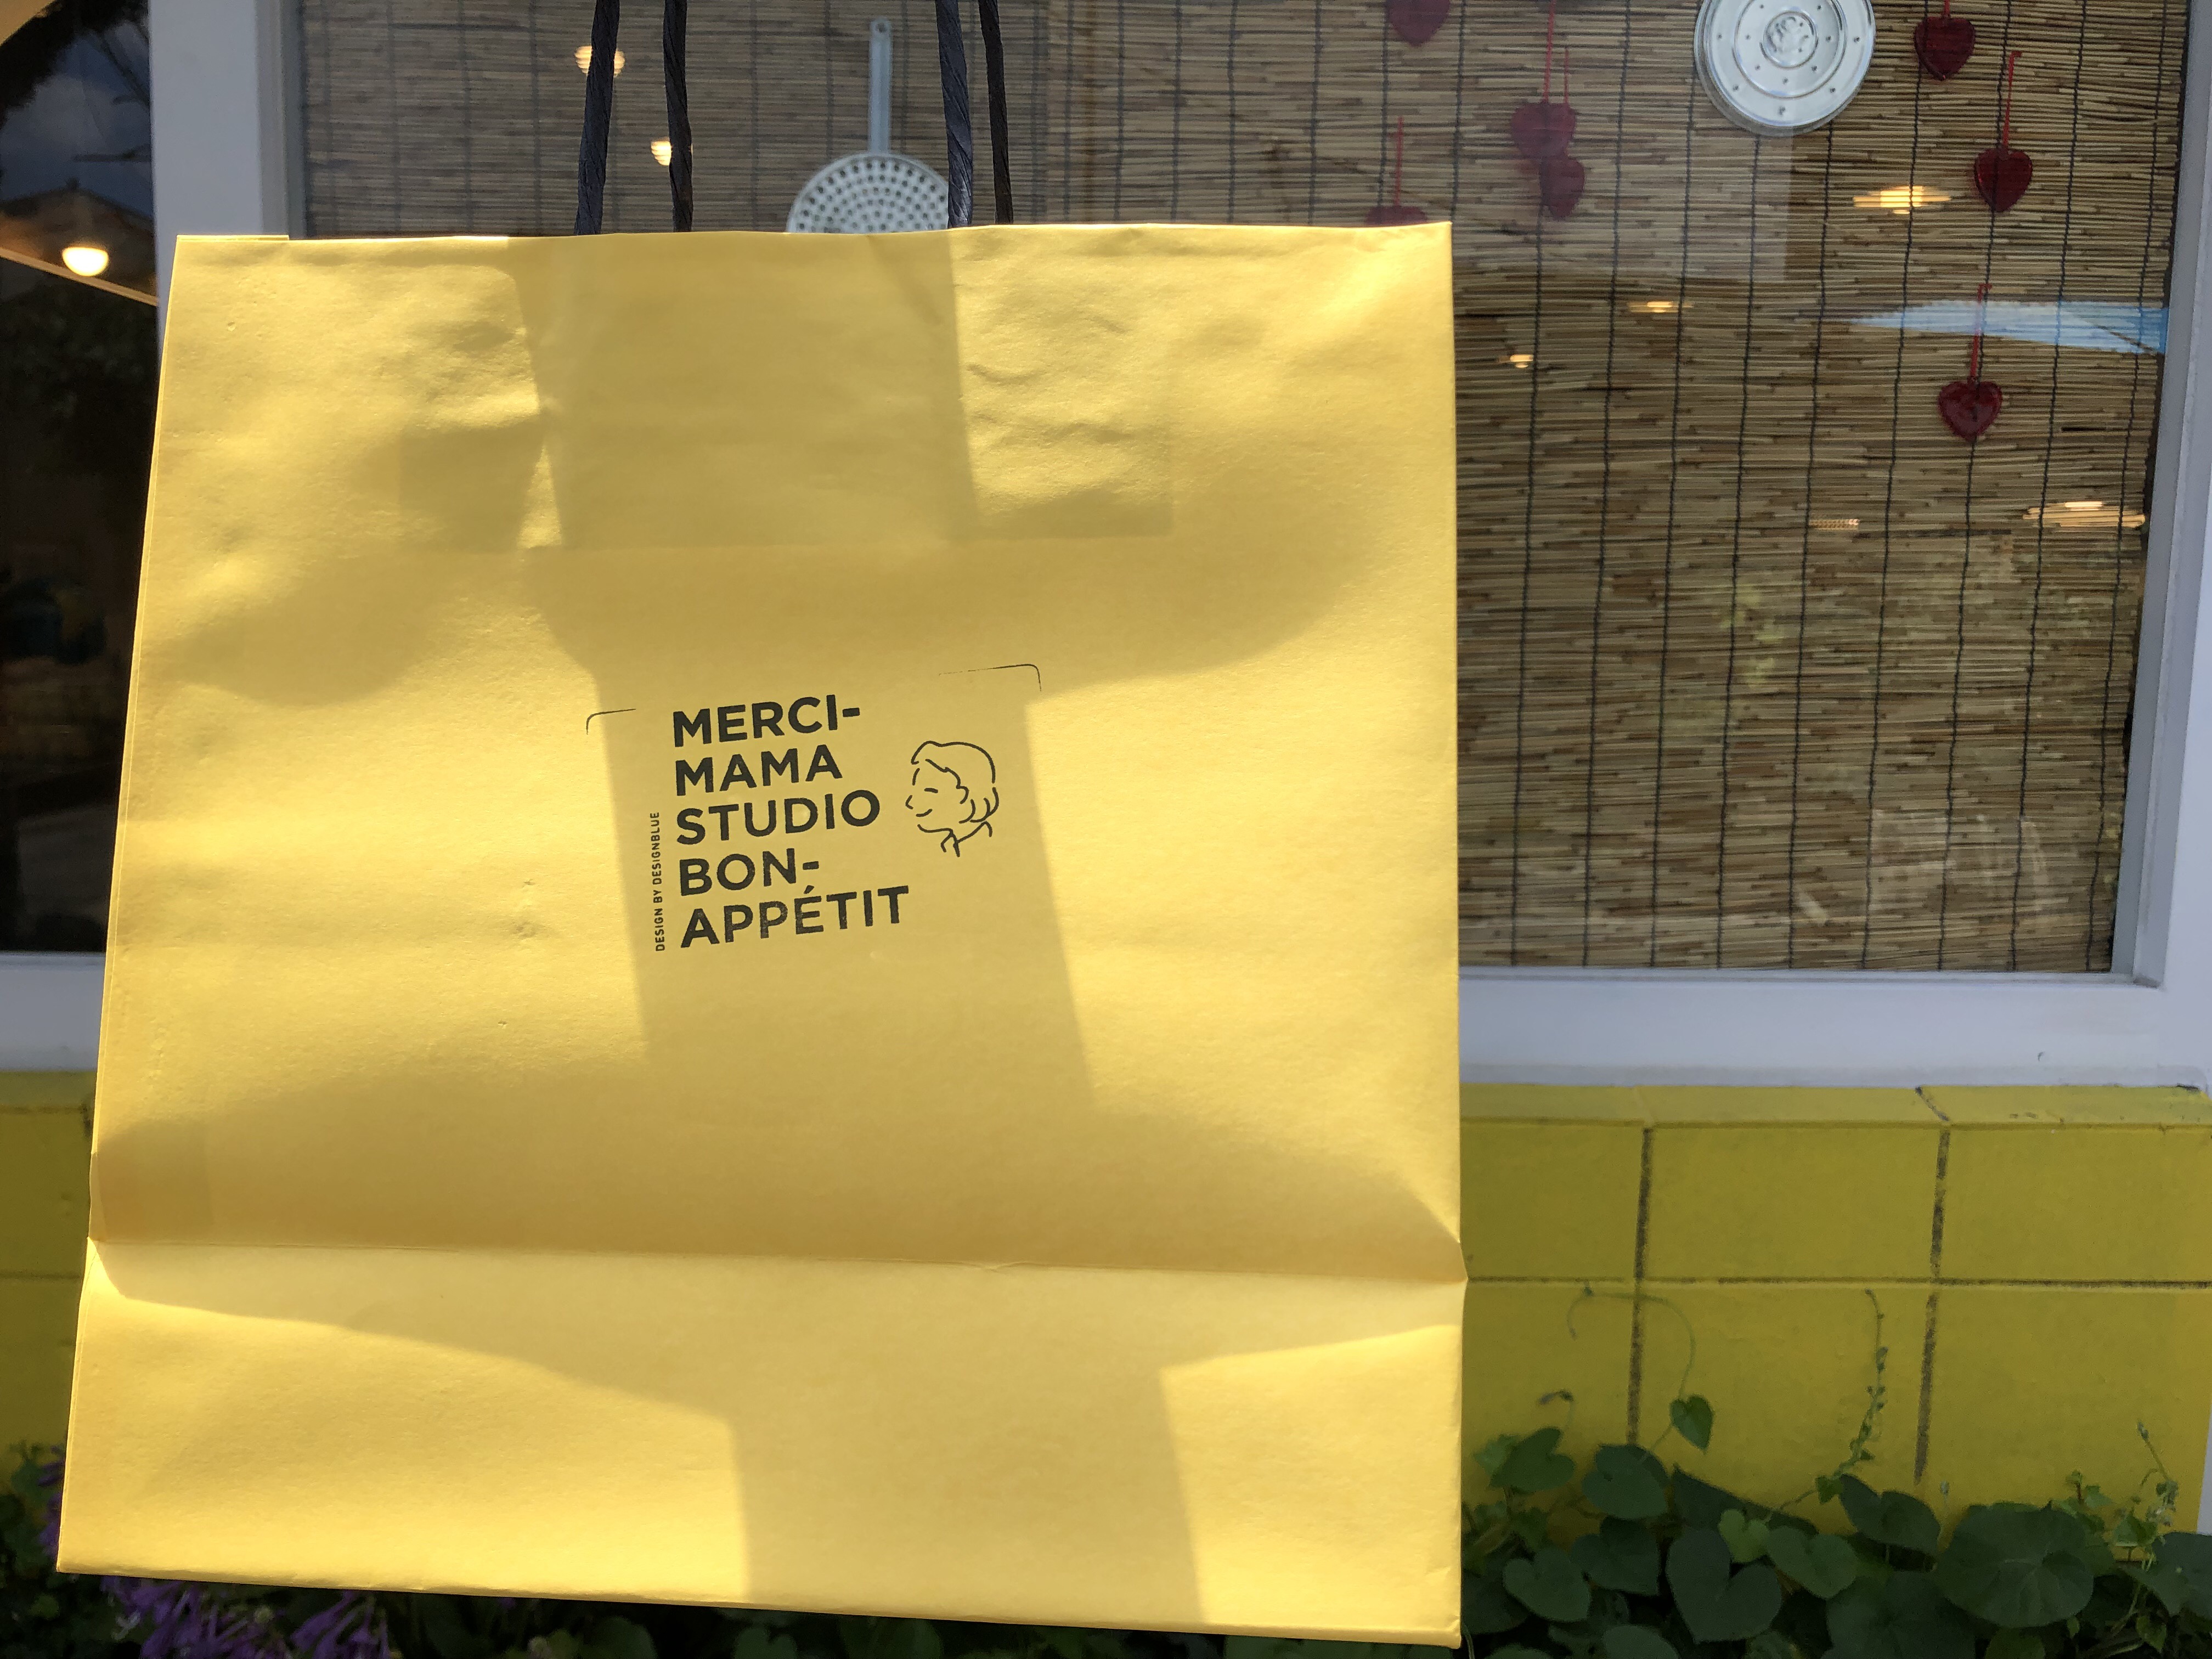 MERCI-
MAMA
STUDIO
BON-
APPÉTIT
DESIGN BY DESIGNBLUE